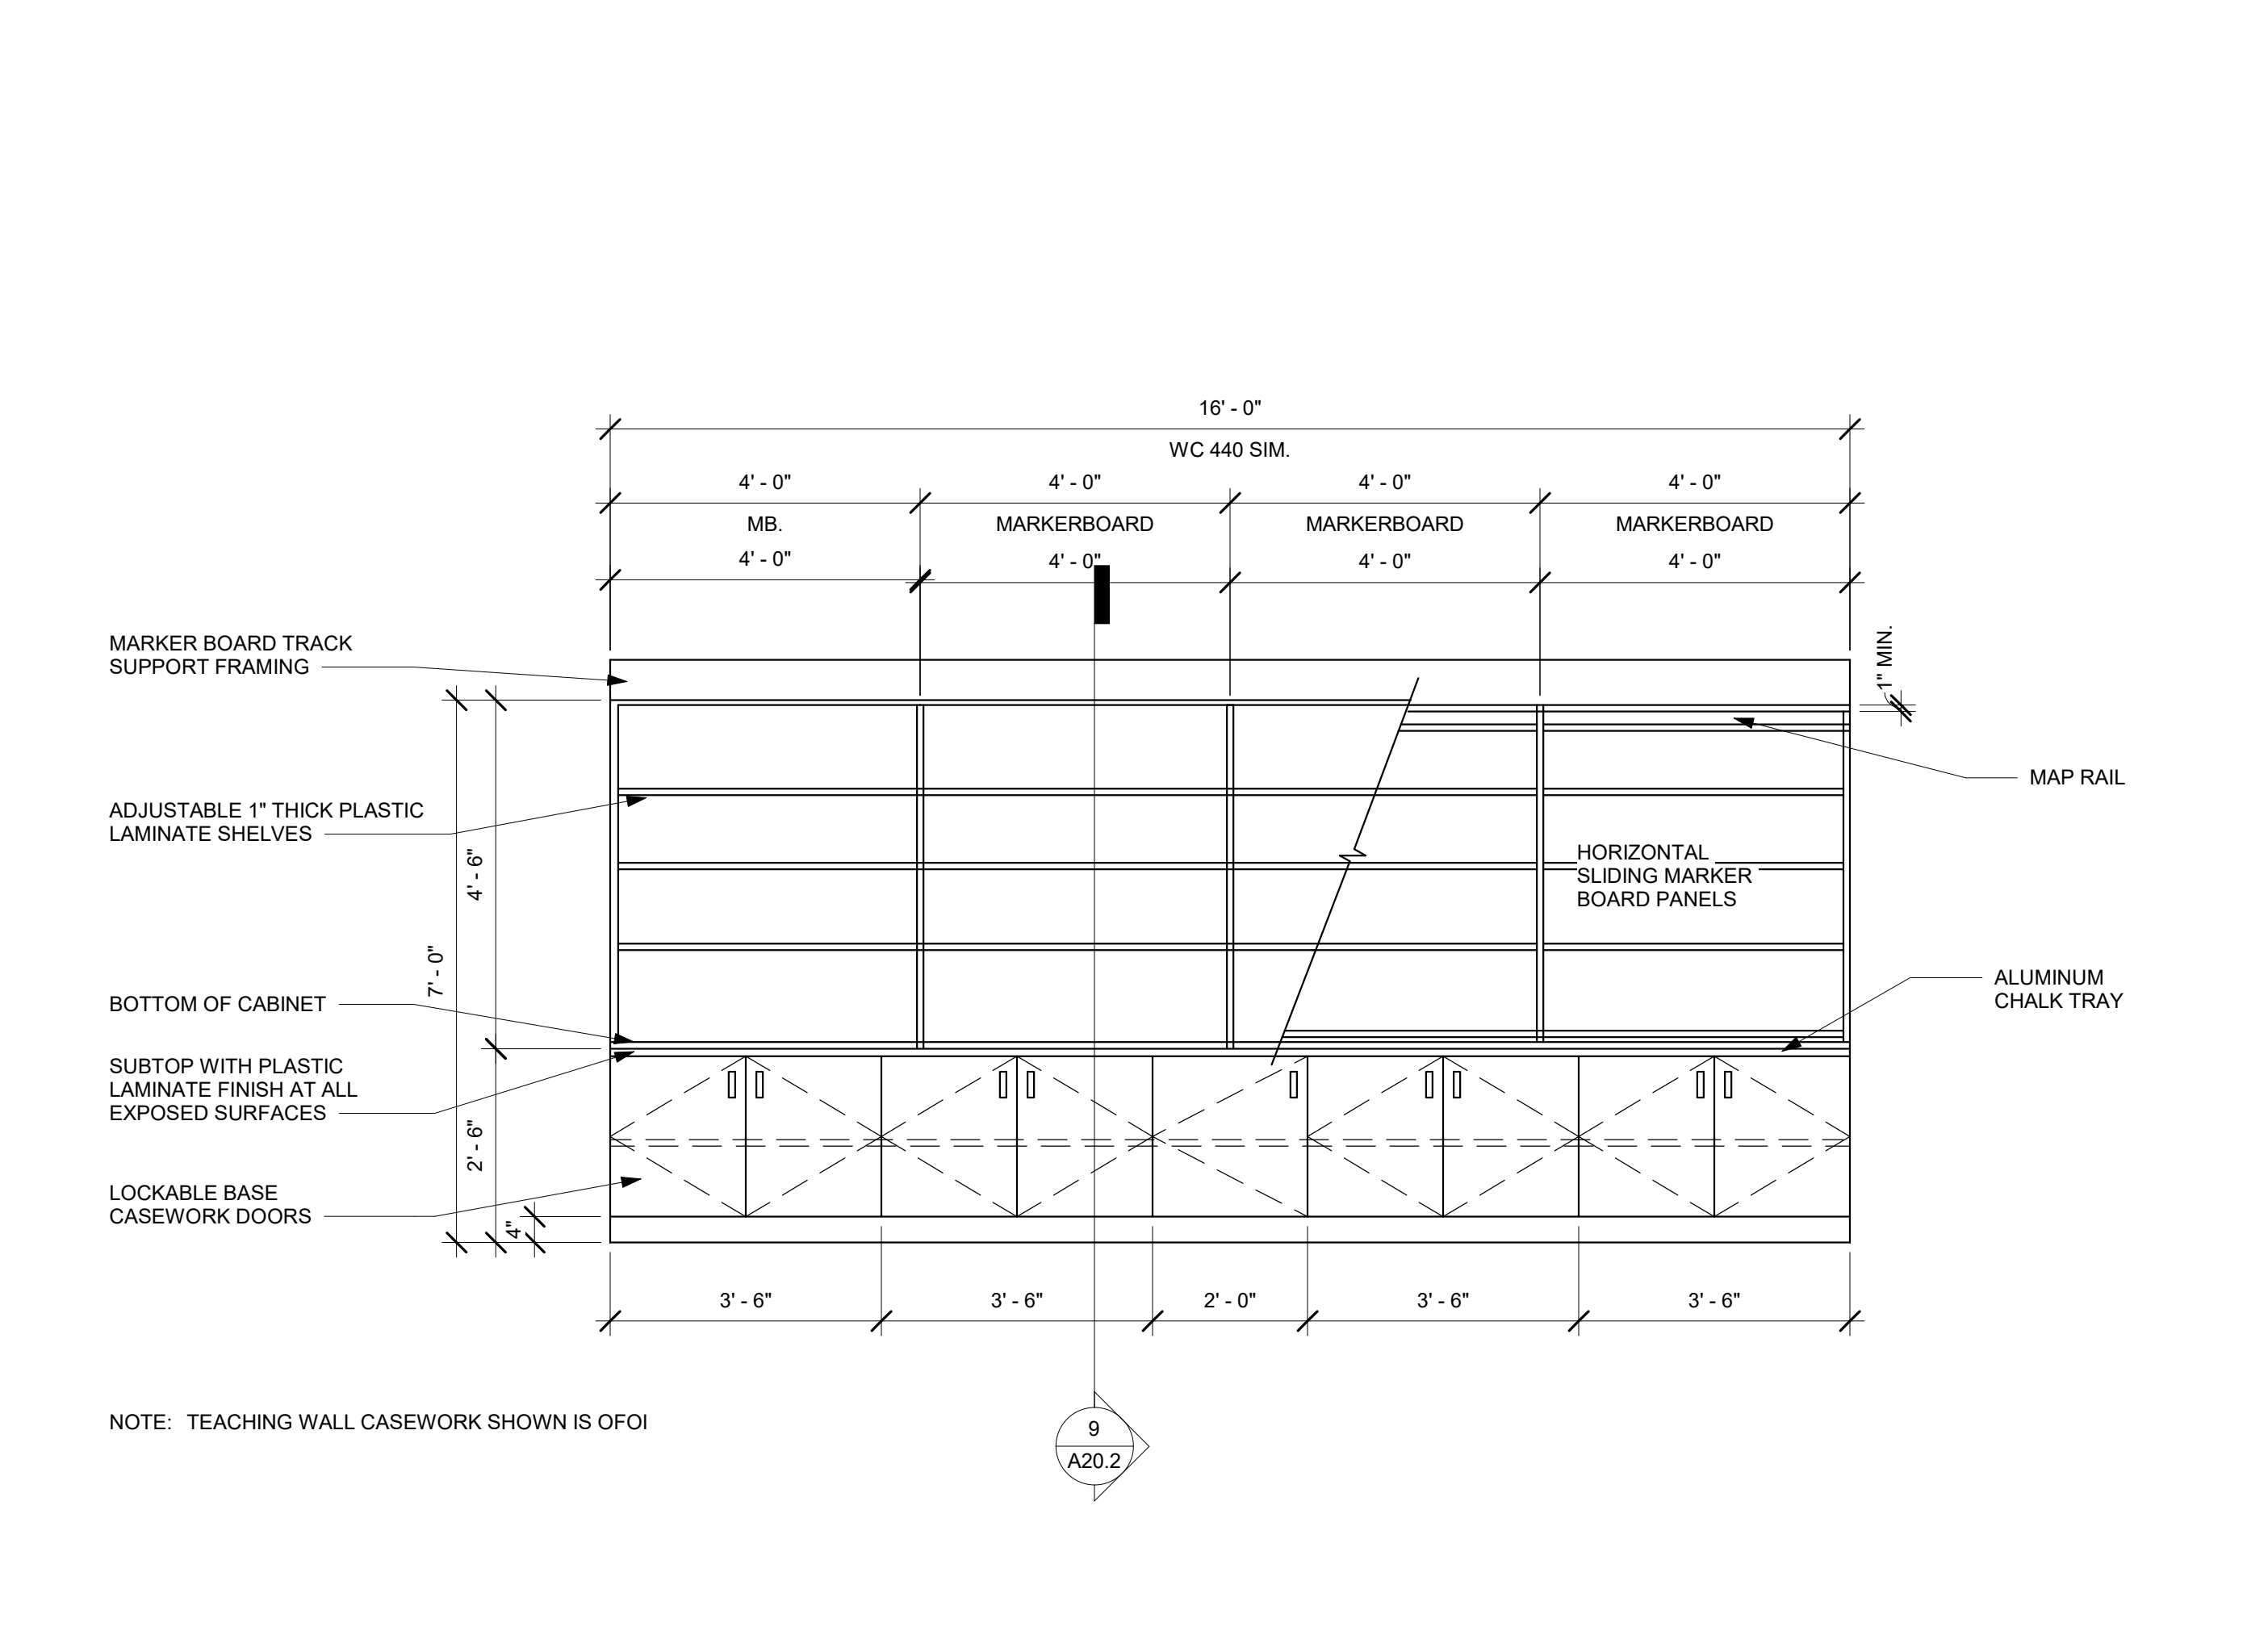 16' - 0"
WC 440 SIM.
4' - 0" 4' - 0" 4' - 0" 4' - 0"
MB. MARKERBOARD MARKERBOARD MARKERBOARD
4' - 0" 4' - 0" 4' - 0" 4' - 0"
MARKER BOARD TRACK
SUPPORT FRAMING
1" MIN.
MAP RAIL
ADJUSTABLE 1" THICK PLASTIC
LAMINATE SHELVES
4' - 6"
HORIZONTAL
SLIDING MARKER
BOARD PANELS
7' - 0"
BOTTOM OF CABINET
ALUMINUM
CHALK TRAY
SUBTOP WITH PLASTIC
LAMINATE FINISH AT ALL
EXPOSED SURFACES
2' - 6"
LOCKABLE BASE
CASEWORK DOORS
4"
3' - 6" 3' - 6" 2' - 0" 3' - 6" 3' - 6"
NOTE: TEACHING WALL CASEWORK SHOWN IS OFOI
9
A20.2